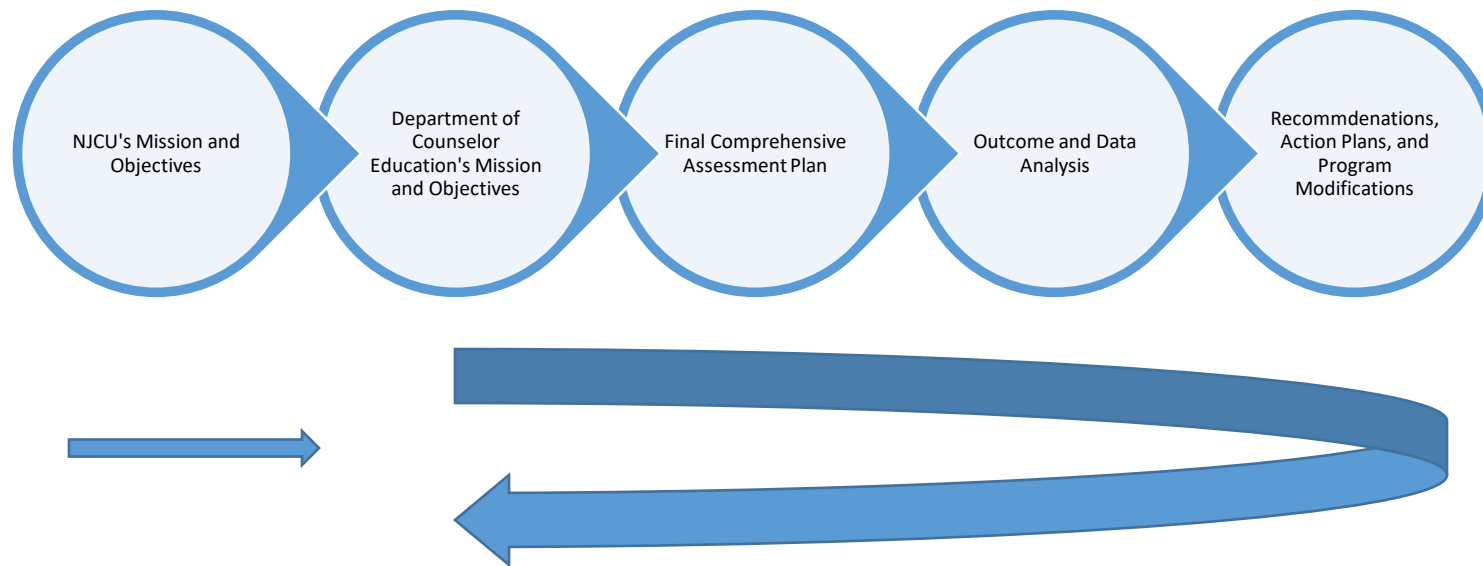 NJCU's Mission and
Objectives
Department of
Counselor
Education's Mission
and Objectives
Final Comprehensive
Assessment Plan
Outcome and Data
Analysis
Recommdenations,
Action Plans, and
Program
Modifications